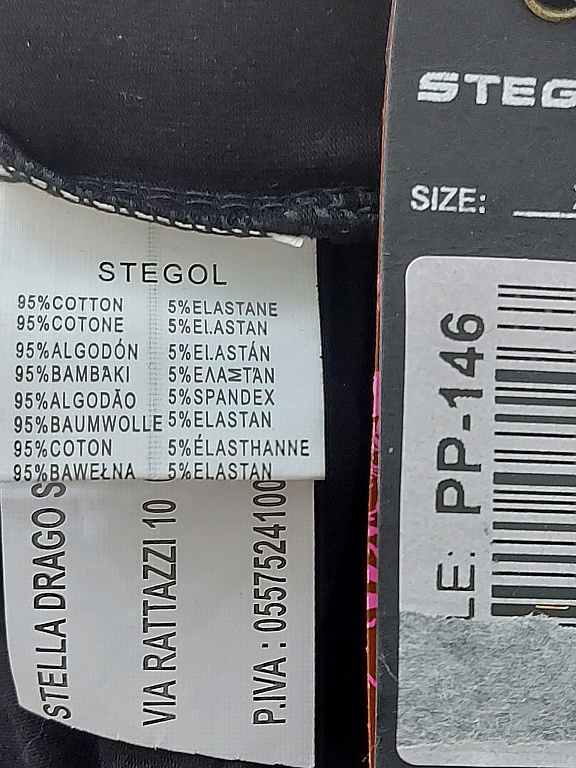 STEGOL
95%COTTON 5%ELASTANE
95%COTONE 5%ELASTAN
95%ALGODÓN 5%ELASTÁN
95%BAMBAKI 5%ΕΛΑΣΤΑΝ
95%ALGODÃO 5%SPANDEX
95%BAUMWOLLE 5%ELASTAN
95%COTON 5%ÉLASTHANNE
95%BAWEŁNA 5%ELASTAN
STELLA DRAGO S
VIA RATTAZZI 10
P.IVA : 0557524100
STEG
SIZE:
LE: PP-146